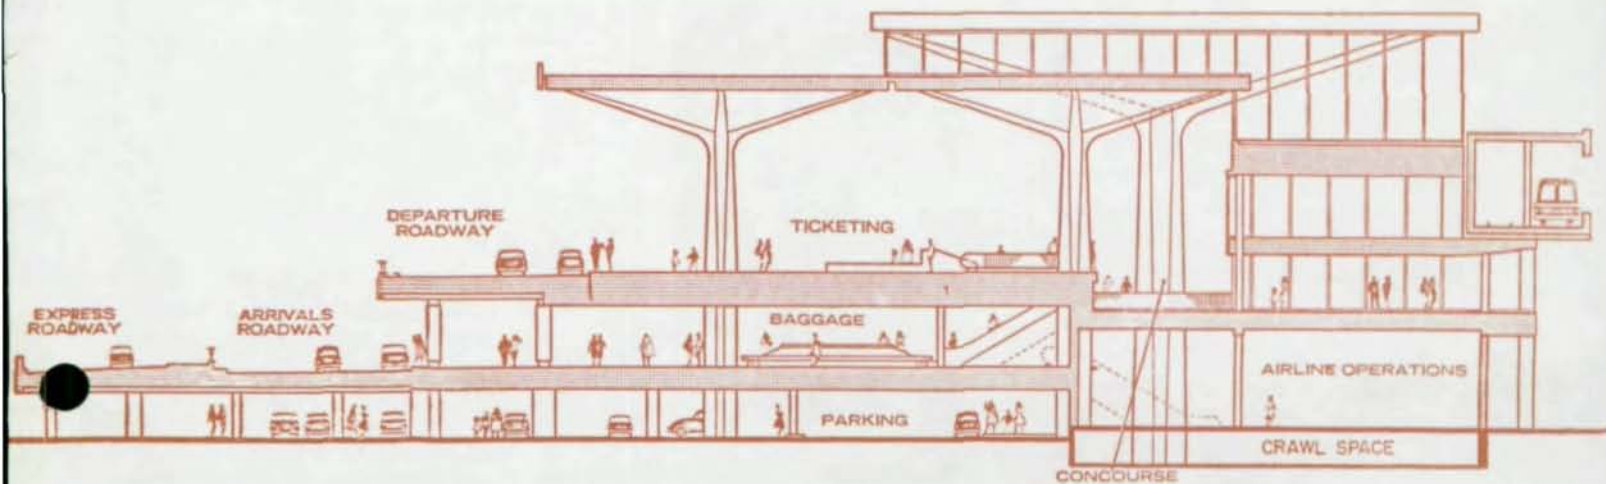 DEPARTURE
ROADWAY
TICKETING
EXPRESS
ROADWAY
ARRIVALS
ROADWAY
BAGGAGE
AIRLINE OPERATIONS
PARKING
CRAWL SPACE
CONCOURSE